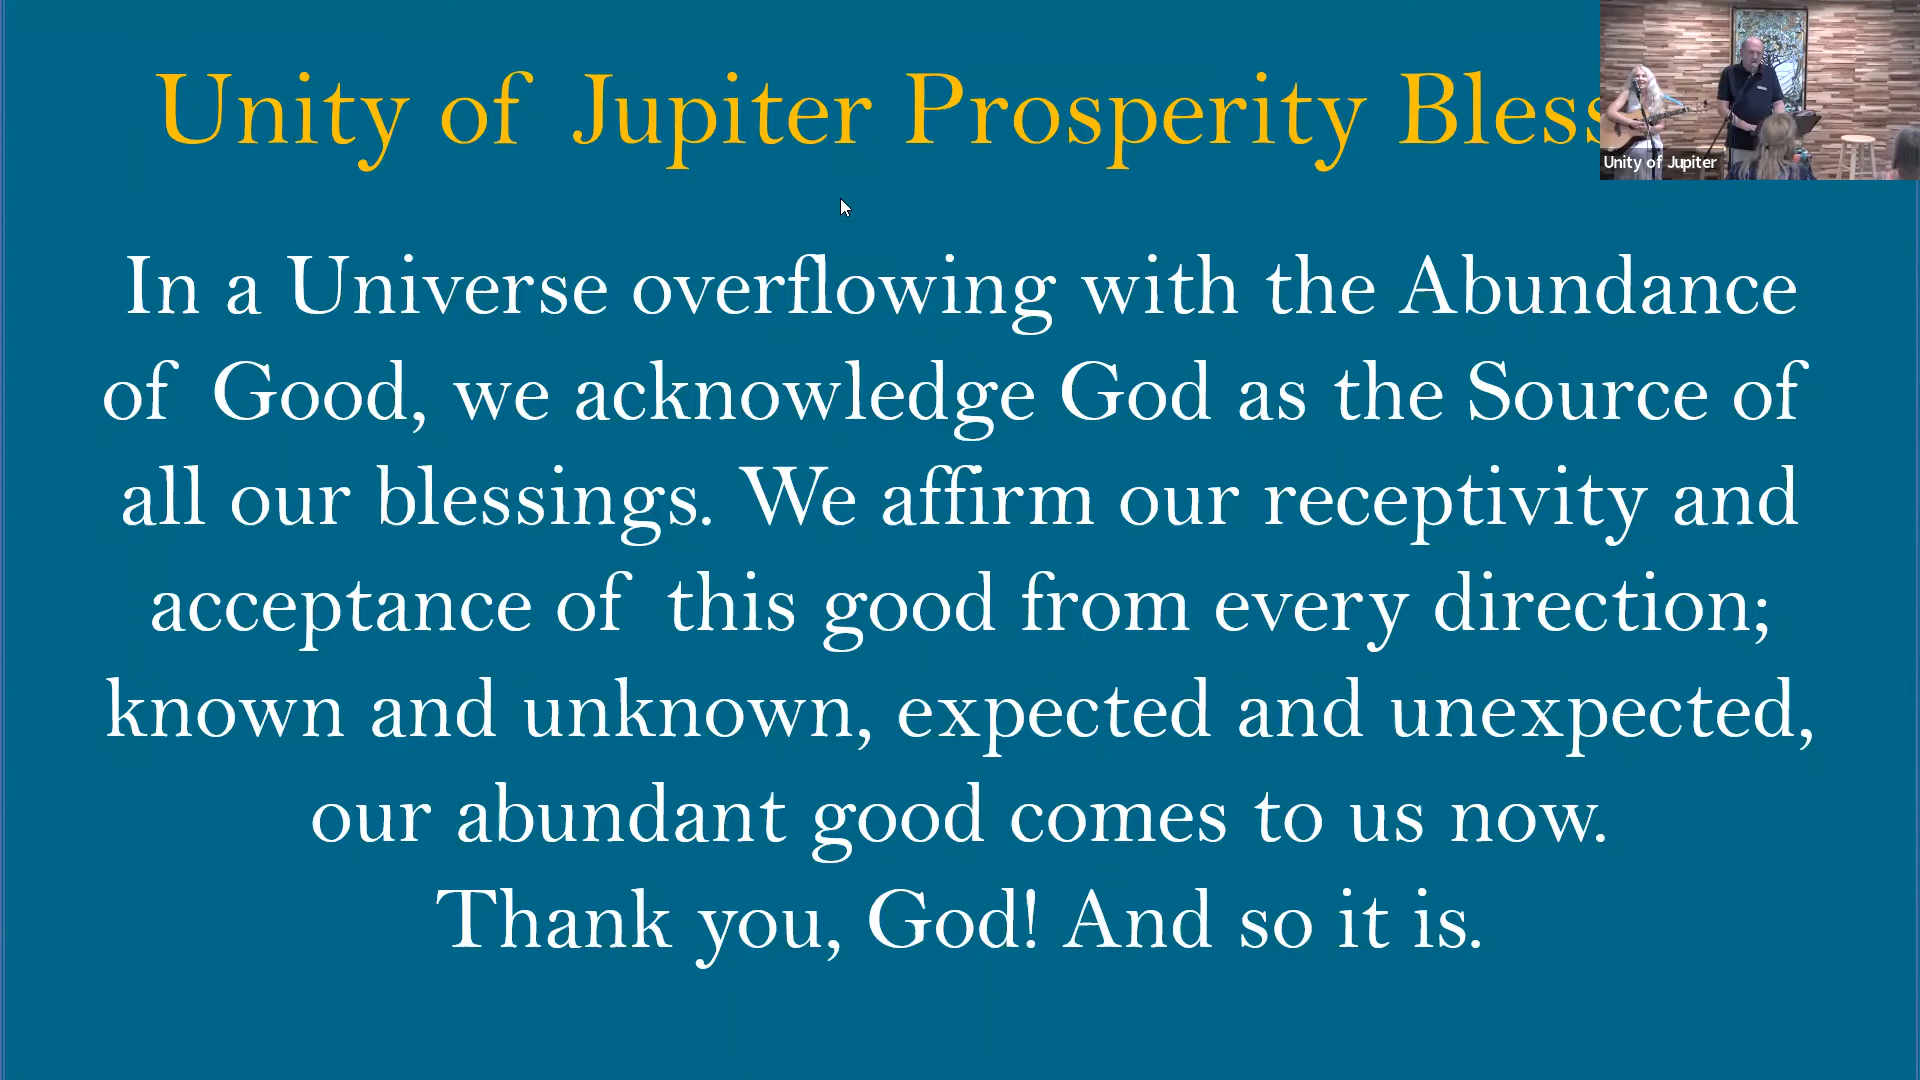 Unity of Jupiter Prosperity Bless
Unity of Jupiter
In a Universe overflowing with the Abundance
of Good, we acknowledge God as the Source of
all our blessings. We affirm our receptivity and
acceptance of this good from every direction;
known and unknown, expected and unexpected,
our abundant good comes to us now.
Thank you, God! And so it is.